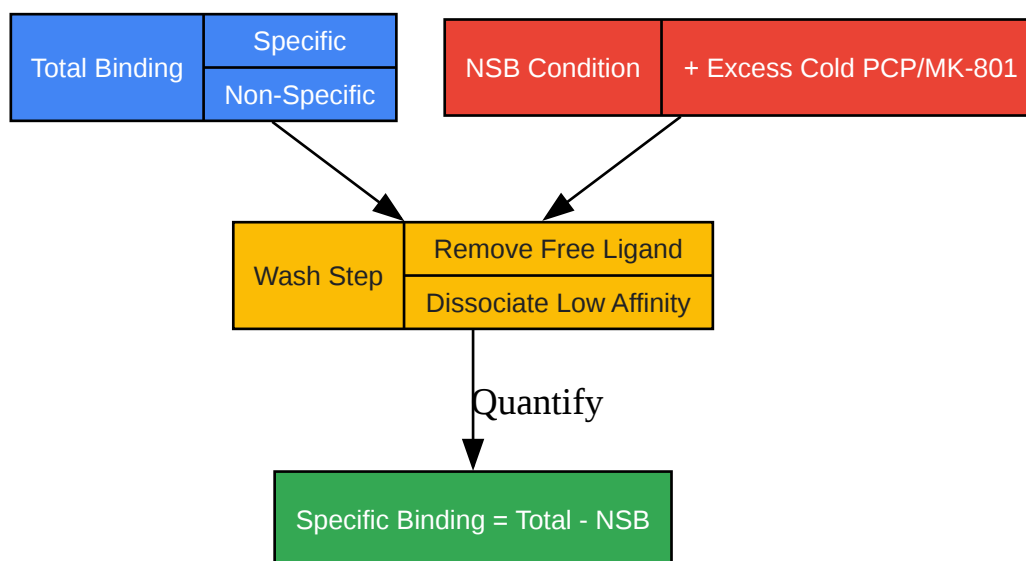 Total Binding
Specific
Non-Specific
NSB Condition
+ Excess Cold PCP/MK-801
Wash Step
Remove Free Ligand
Dissociate Low Affinity
Quantify
Specific Binding = Total - NSB